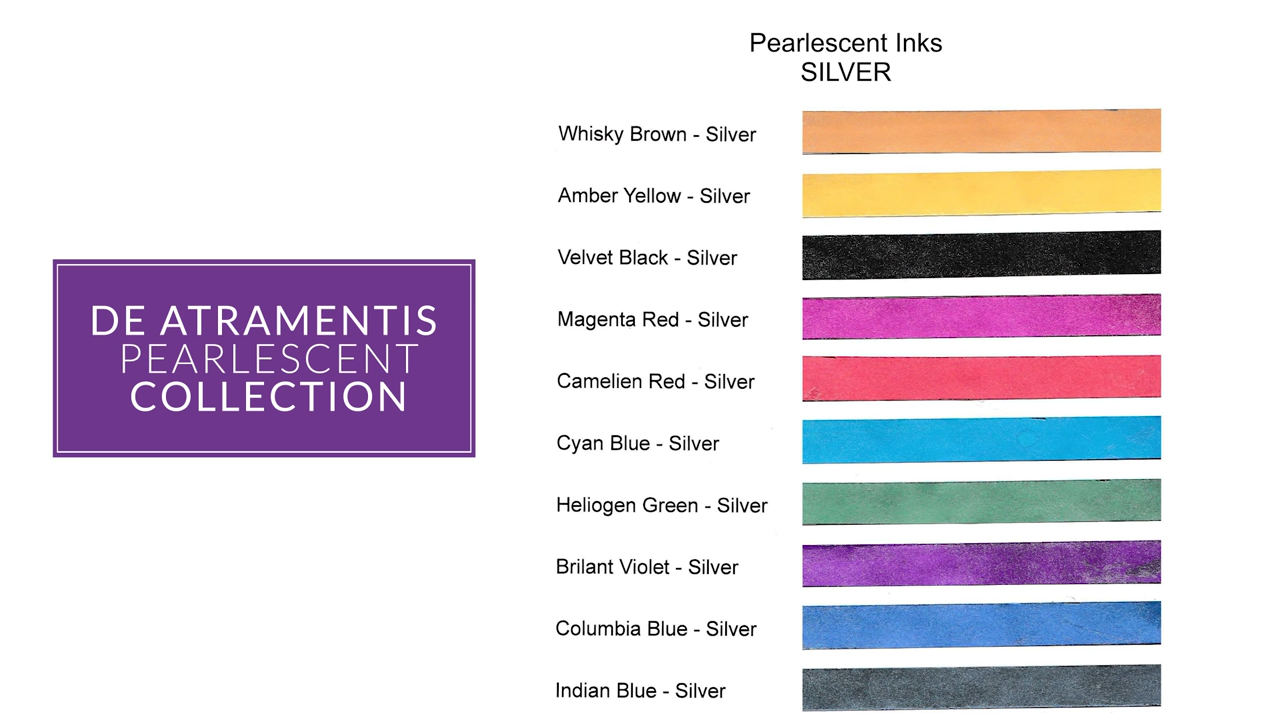 DE ATRAMENTIS
PEARLESCENT
COLLECTION
Pearlescent Inks
SILVER
Whisky Brown - Silver
Amber Yellow - Silver
Velvet Black - Silver
Magenta Red - Silver
Camelien Red - Silver
Cyan Blue - Silver
Heliogen Green - Silver
Brilant Violet - Silver
Columbia Blue - Silver
Indian Blue - Silver